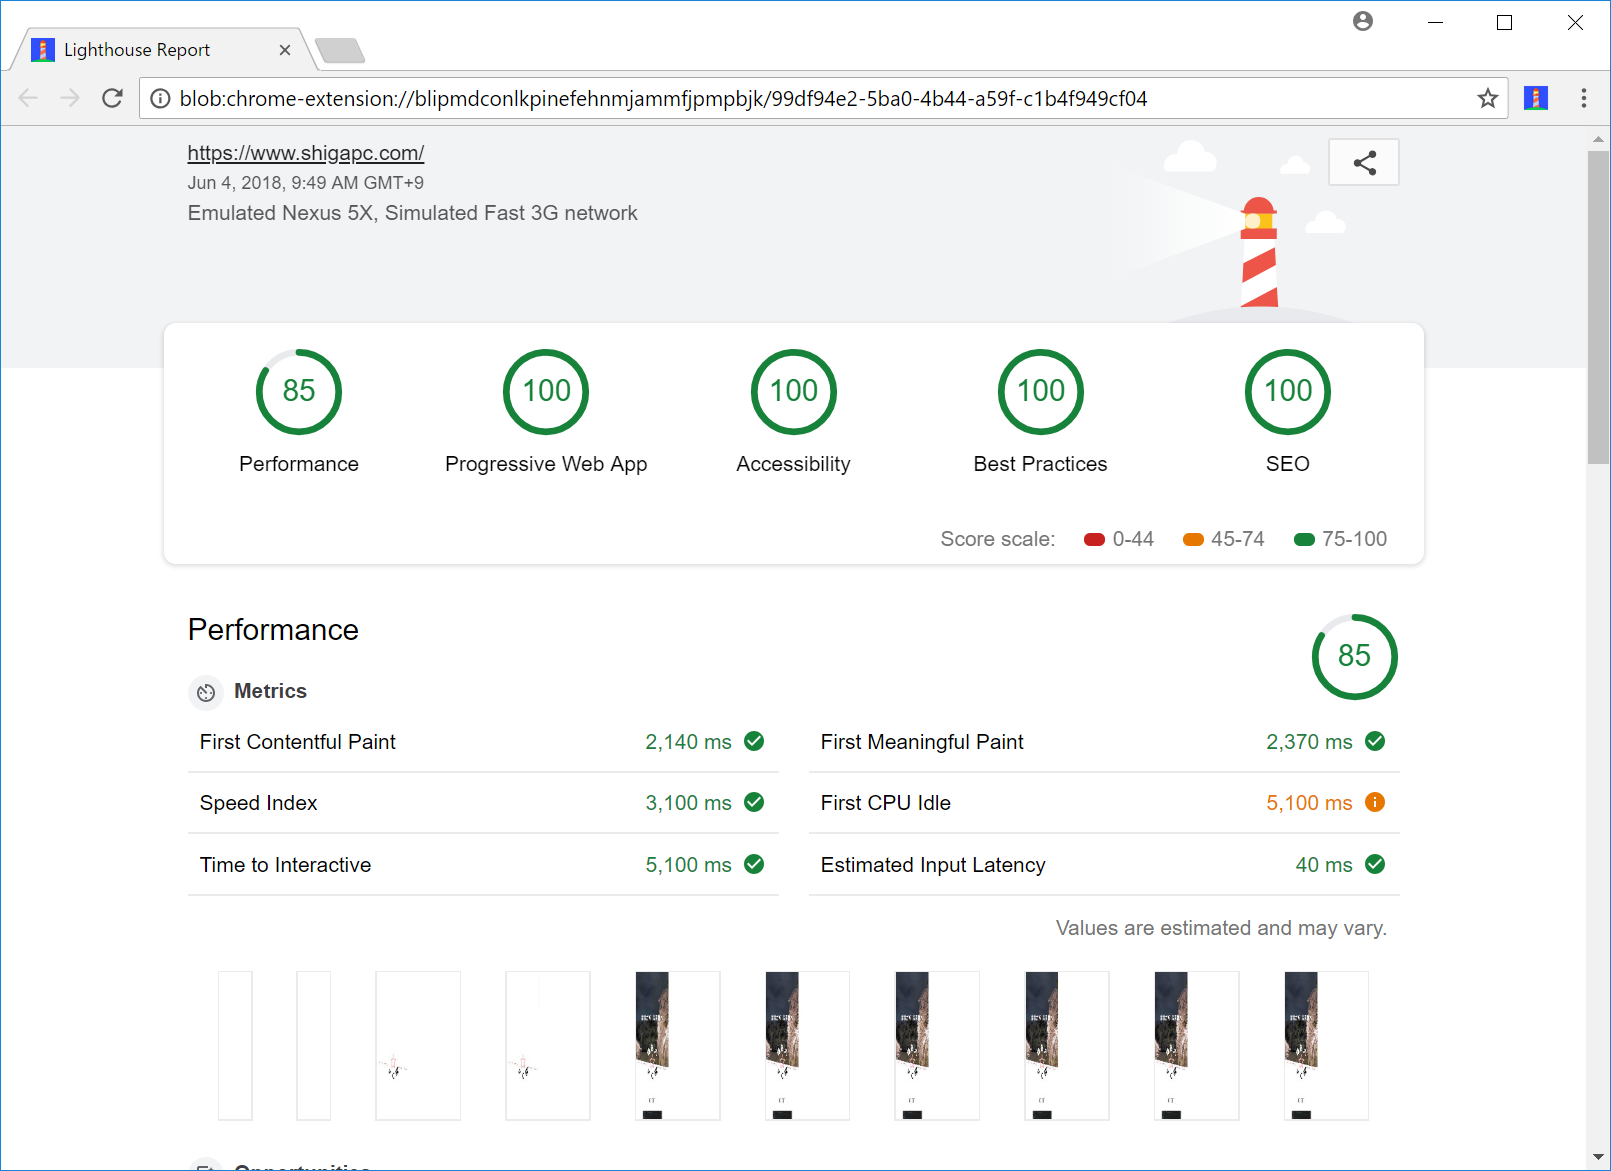 Lighthouse Report
blob:chrome-extension://blipmdconlkpinefehnmjammfjpmpbjk/99df94e2-5ba0-4b44-a59f-c1b4f949cf04
https://www.shigapc.com/
Jun 4, 2018, 9:49 AM GMT+9
Emulated Nexus 5X, Simulated Fast 3G network
85 100 100 100 100
Performance Progressive Web App Accessibility Best Practices SEO
Score scale: 0-44 45-74 75-100
Performance
85
Metrics
First Contentful Paint 2,140 ms First Meaningful Paint 2,370 ms
Speed Index 3,100 ms First CPU Idle 5,100 ms
Time to Interactive 5,100 ms Estimated Input Latency 40 ms
Values are estimated and may vary.
Opportunities